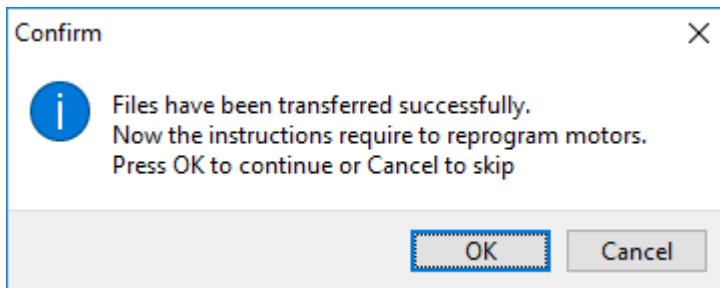 Confirm
Files have been transferred successfully.
Now the instructions require to reprogram motors.
Press OK to continue or Cancel to skip
OK
Cancel